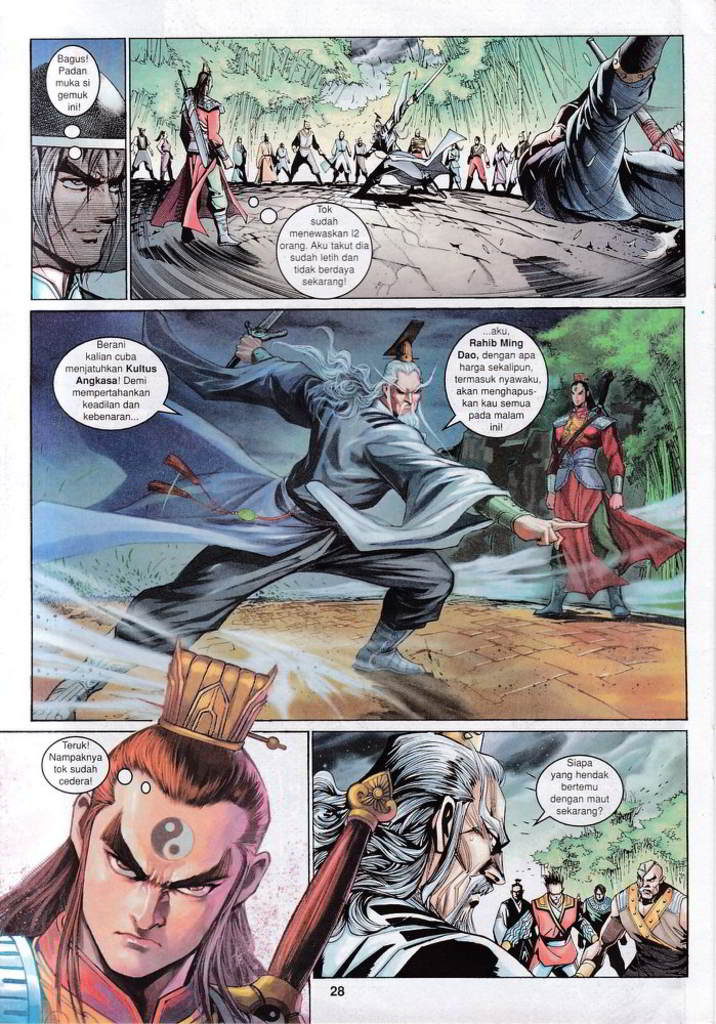 Bagus!
Padan
muka si
gemuk
ini!
Tok
sudah
menewaskan 12
orang. Aku takut dia
sudah letih dan
tidak berdaya
sekarang!
Berani
kalian cuba
menjatuhkan Kultus
Angkasa! Demi
mempertahankan
keadilan dan
kebenaran...
...aku,
Rahib Ming
Dao, dengan apa
harga sekalipun,
termasuk nyawaku,
akan menghapus-
kan kau semua
pada malam
ini!
Teruk!
Nampaknya
tok sudah
cedera!
Siapa
yang hendak
bertemu
dengan maut
sekarang?
28